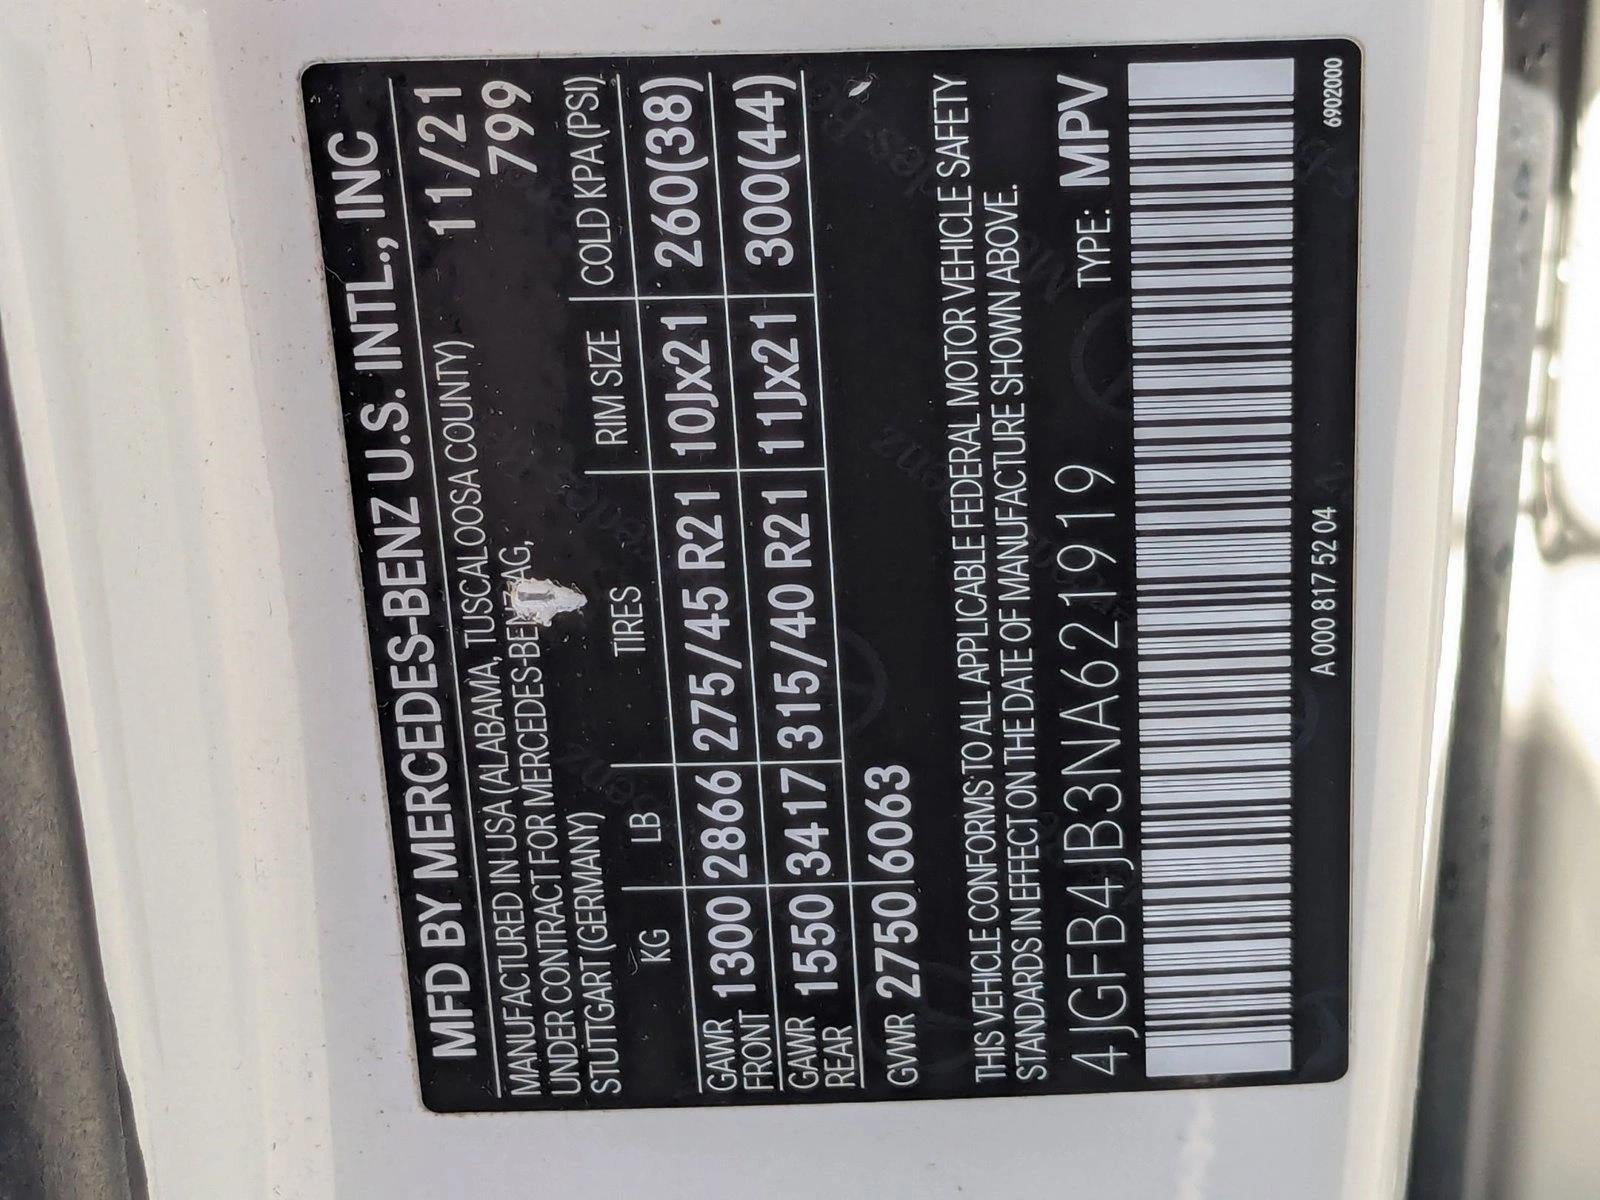 MFD BY MERCEDES-BENZ U.S. INTL., INC
MANUFACTURED IN USA (ALABAMA, TUSCALOOSA COUNTY) 11/21
UNDER CONTRACT FOR MERCEDES-BENZ AG, 799
STUTTGART (GERMANY)
KG LB TIRES RIM SIZE COLD KPA (PSI)
GAWR FRONT 1300 2866 275/45 R21 10Jx21 260(38)
GAWR REAR 1550 3417 315/40 R21 11Jx21 300(44)
GVWR 2750 6063
THIS VEHICLE CONFORMS TO ALL APPLICABLE FEDERAL MOTOR VEHICLE SAFETY
STANDARDS IN EFFECT ON THE DATE OF MANUFACTURE SHOWN ABOVE.
4JGFB4JB3NA621919 TYPE: MPV
A 000 817 52 04 6902000